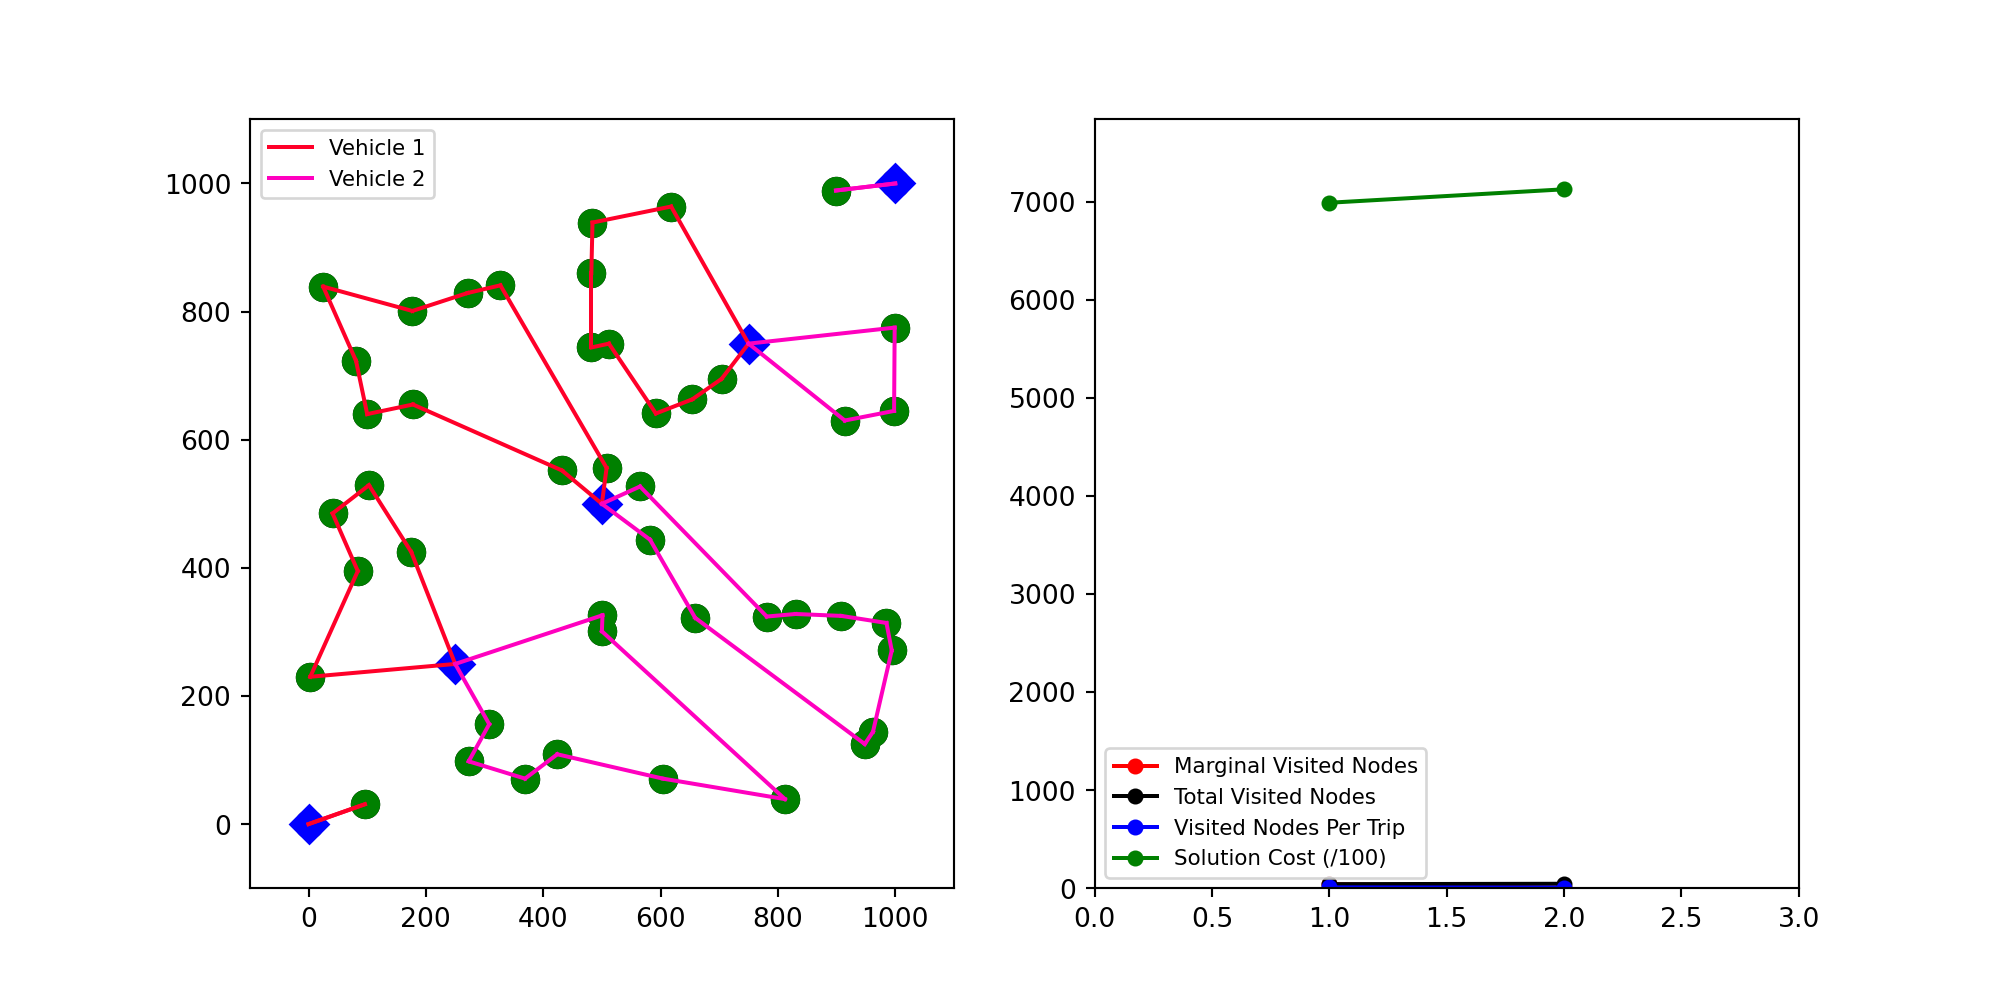 Vehicle 1
Vehicle 2
1000
800
600
400
200
0
0 200 400 600 800 1000
7000
6000
5000
4000
3000
2000
1000
0
Marginal Visited Nodes
Total Visited Nodes
Visited Nodes Per Trip
Solution Cost (/100)
0.0 0.5 1.0 1.5 2.0 2.5 3.0